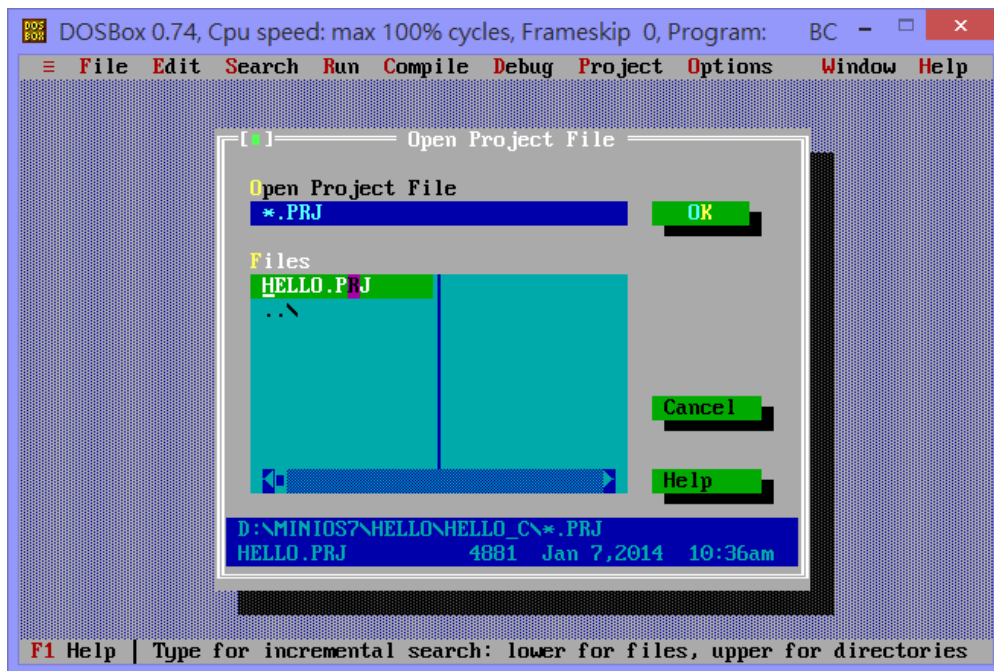 DOSBox 0.74, Cpu speed: max 100% cycles, Frameskip 0, Program: BC
≡ File Edit Search Run Compile Debug Project Options Window Help
[■] Open Project File
Open Project File
*.PRJ
OK
Files
HELLO.PRJ
..\
Cancel
Help
D:\MINIOS7\HELLO\HELLO_C\*.PRJ
HELLO.PRJ 4881 Jan 7,2014 10:36am
F1 Help | Type for incremental search: lower for files, upper for directories